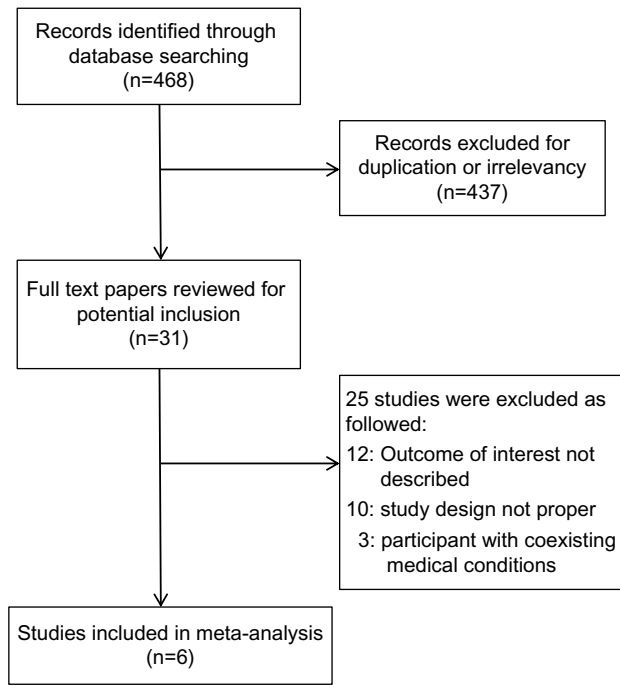 Records identified through
database searching
(n=468)
Records excluded for
duplication or irrelevancy
(n=437)
Full text papers reviewed for
potential inclusion
(n=31)
25 studies were excluded as
followed:
12: Outcome of interest not
described
10: study design not proper
3: participant with coexisting
medical conditions
Studies included in meta-analysis
(n=6)